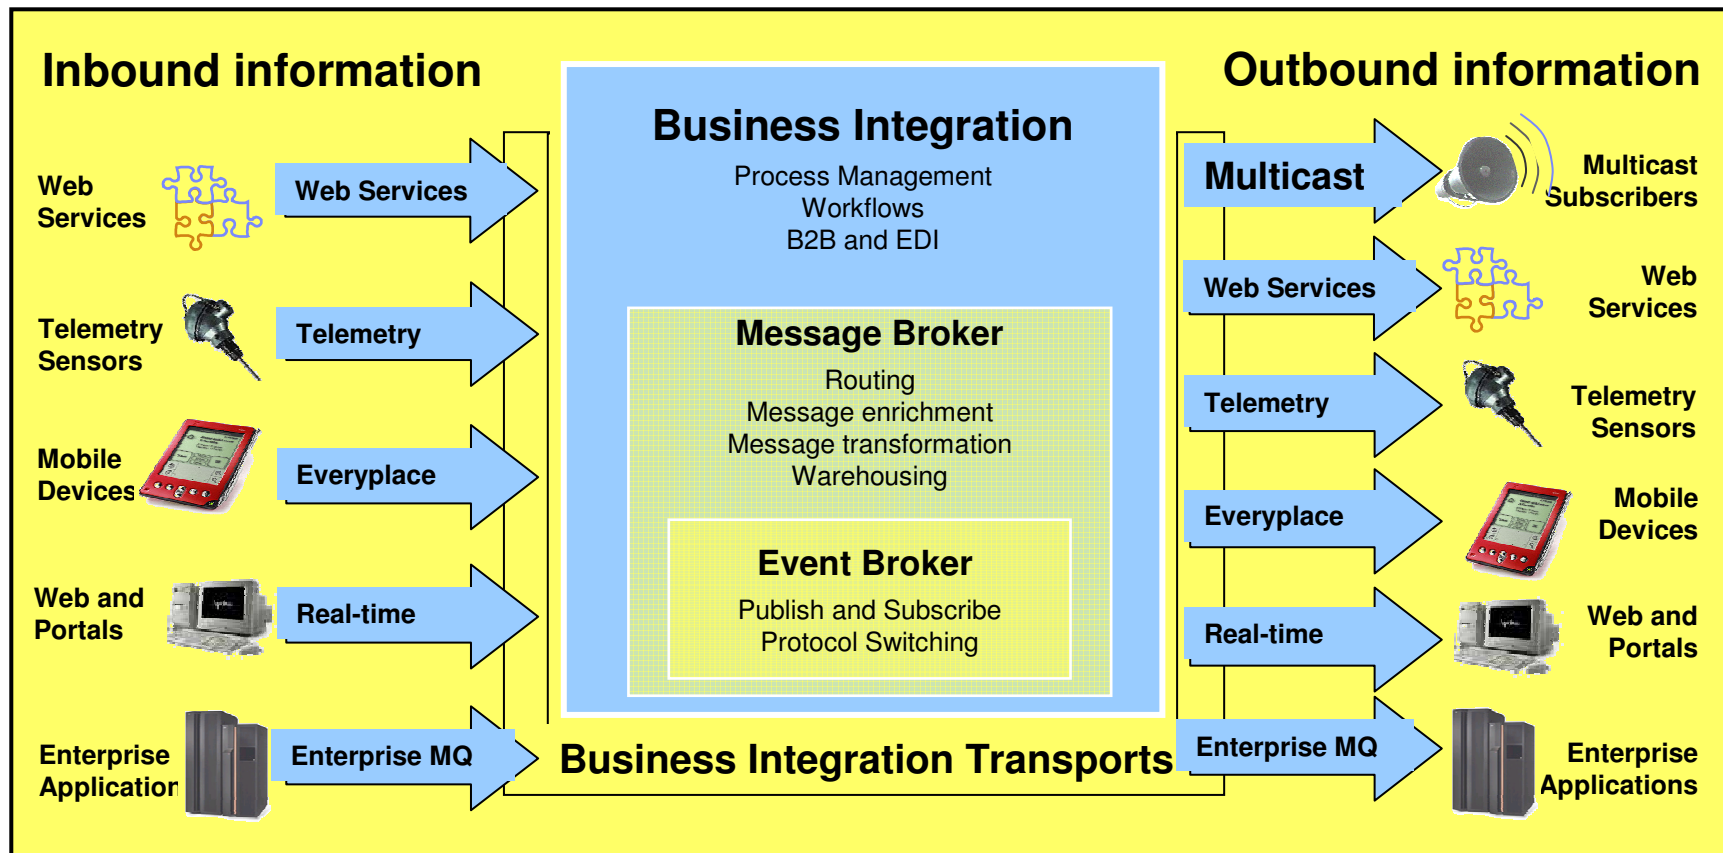 Inbound information
Web
Services
Web Services
Telemetry
Sensors
Telemetry
Mobile
Devices
Everyplace
Web and
Portals
Real-time
Enterprise
Application
Enterprise MQ
Business Integration
Process Management
Workflows
B2B and EDI
Message Broker
Routing
Message enrichment
Message transformation
Warehousing
Event Broker
Publish and Subscribe
Protocol Switching
Business Integration Transports
Outbound information
Multicast
Multicast
Subscribers
Web Services
Web
Services
Telemetry
Telemetry
Sensors
Everyplace
Mobile
Devices
Real-time
Web and
Portals
Enterprise MQ
Enterprise
Applications